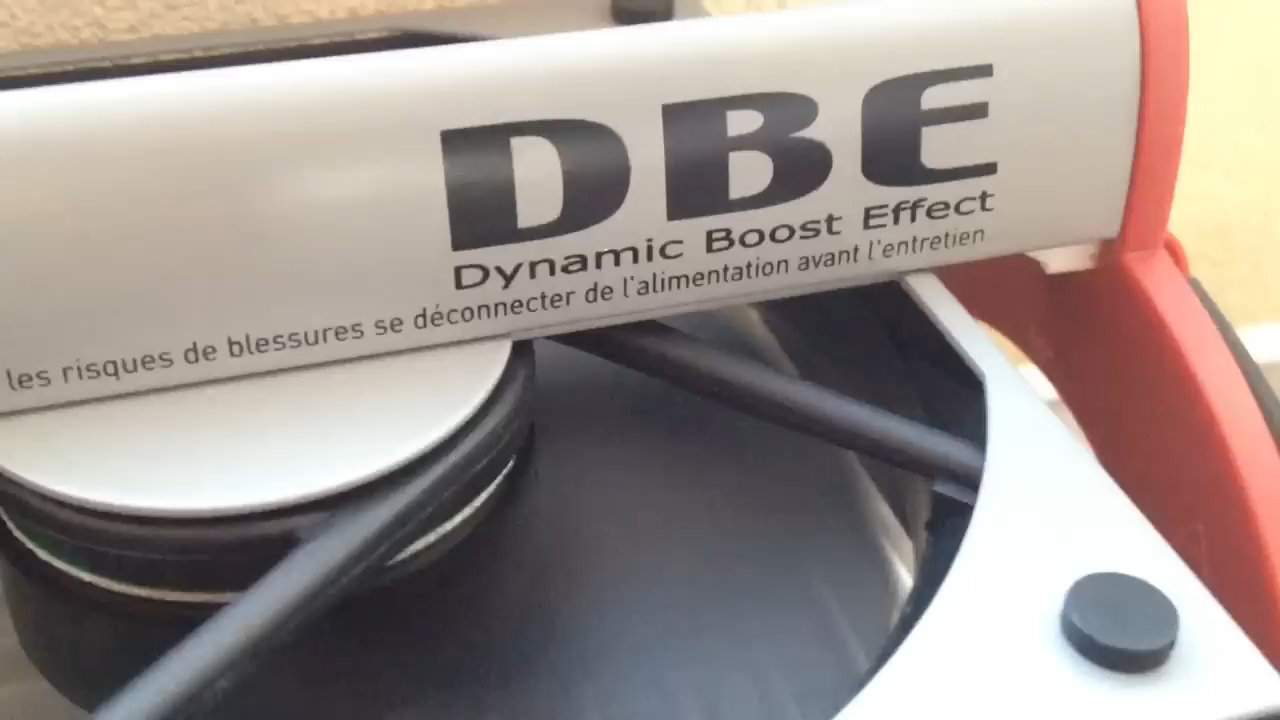 DBE
Dynamic Boost Effect
les risques de blessures se déconnecter de l'alimentation avant l'entretien